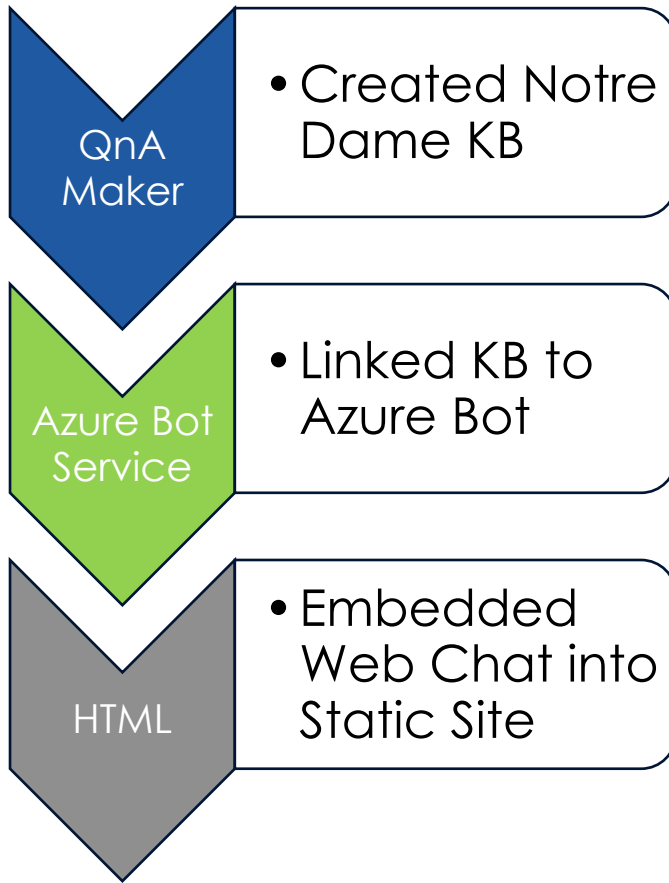 QnA
Maker
• Created Notre
Dame KB
Azure Bot
Service
• Linked KB to
Azure Bot
HTML
• Embedded
Web Chat into
Static Site